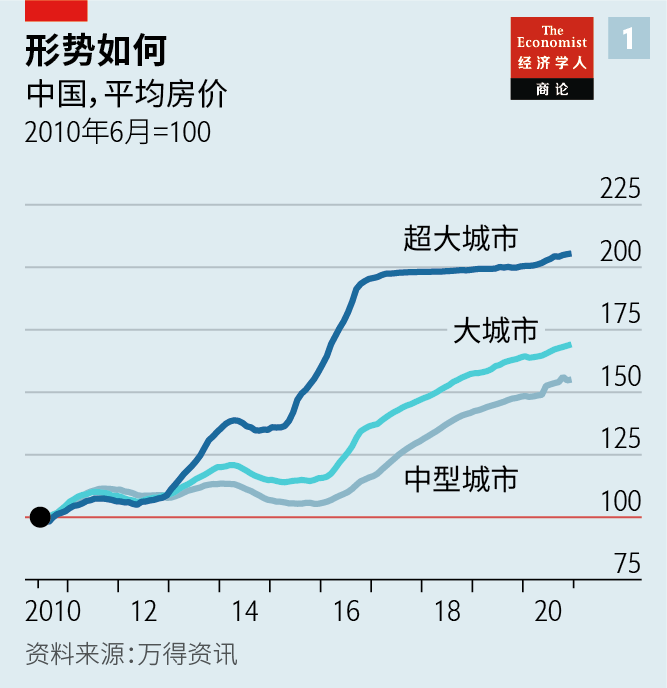 形势如何
中国，平均房价
2010年6月=100
The
Economist
经济学人
商论
1
225
超大城市
200
175
大城市
150
125
中型城市
100
75
2010 12 14 16 18 20
资料来源：万得资讯